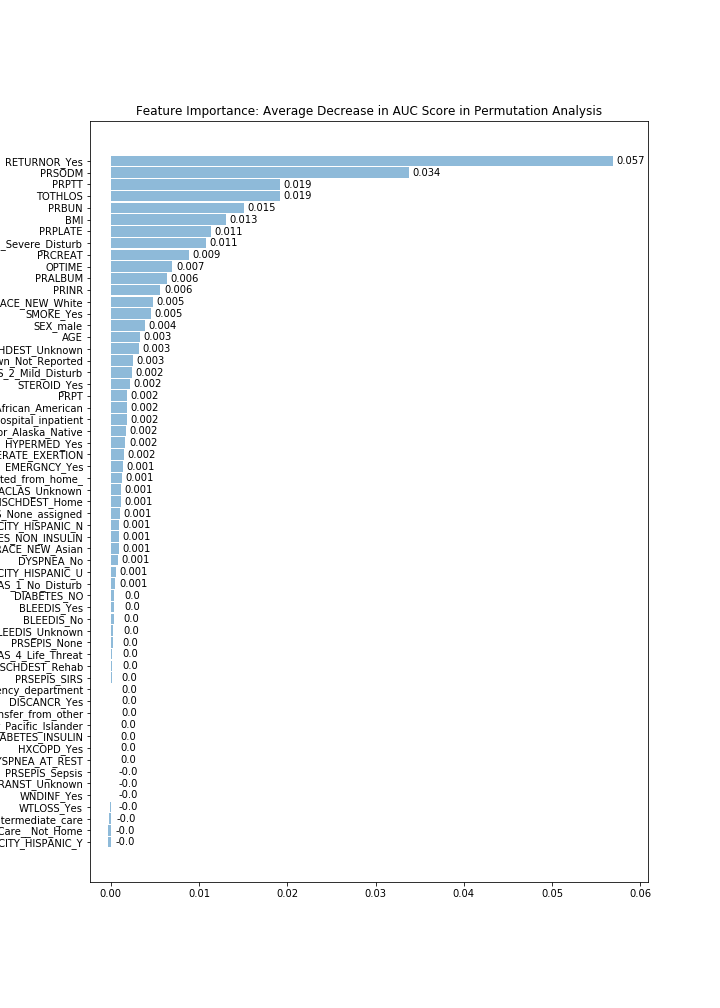 Feature Importance: Average Decrease in AUC Score in Permutation Analysis
RETURNOR_Yes 0.057
PRSODM 0.034
PRPTT 0.019
TOTHLOS 0.019
PRBUN 0.015
BMI 0.013
PRPLATE 0.011
_Severe_Disturb 0.011
PRCREAT 0.009
OPTIME 0.007
PRALBUM 0.006
PRINR 0.006
ACE_NEW_White 0.005
SMOKE_Yes 0.005
SEX_male 0.004
AGE 0.003
HDEST_Unknown 0.003
wn_Not_Reported 0.003
S_2_Mild_Disturb 0.002
STEROID_Yes 0.002
PRPT 0.002
African_American 0.002
ospital_inpatient 0.002
or_Alaska_Native 0.002
HYPERMED_Yes 0.002
ERATE_EXERTION 0.002
EMERGNCY_Yes 0.001
ted_from_home_ 0.001
ACLAS_Unknown 0.001
ISCHDEST_Home 0.001
S_None_assigned 0.001
CITY_HISPANIC_N 0.001
ES_NON_INSULIN 0.001
RACE_NEW_Asian 0.001
DYSPNEA_No 0.001
CITY_HISPANIC_U 0.001
AS_1_No_Disturb 0.001
DIABETES_NO 0.0
BLEEDIS_Yes 0.0
BLEEDIS_No 0.0
LEEDIS_Unknown 0.0
PRSEPIS_None 0.0
AS_4_Life_Threat 0.0
SCHDEST_Rehab 0.0
PRSEPIS_SIRS 0.0
ency_department 0.0
DISCANCR_Yes 0.0
nsfer_from_other 0.0
_Pacific_Islander 0.0
ABETES_INSULIN 0.0
HXCOPD_Yes 0.0
YSPNEA_AT_REST 0.0
PRSEPIS_Sepsis -0.0
RANST_Unknown -0.0
WNDINF_Yes -0.0
WTLOSS_Yes -0.0
ntermediate_care -0.0
Care__Not_Home -0.0
CITY_HISPANIC_Y -0.0
0.00 0.01 0.02 0.03 0.04 0.05 0.06